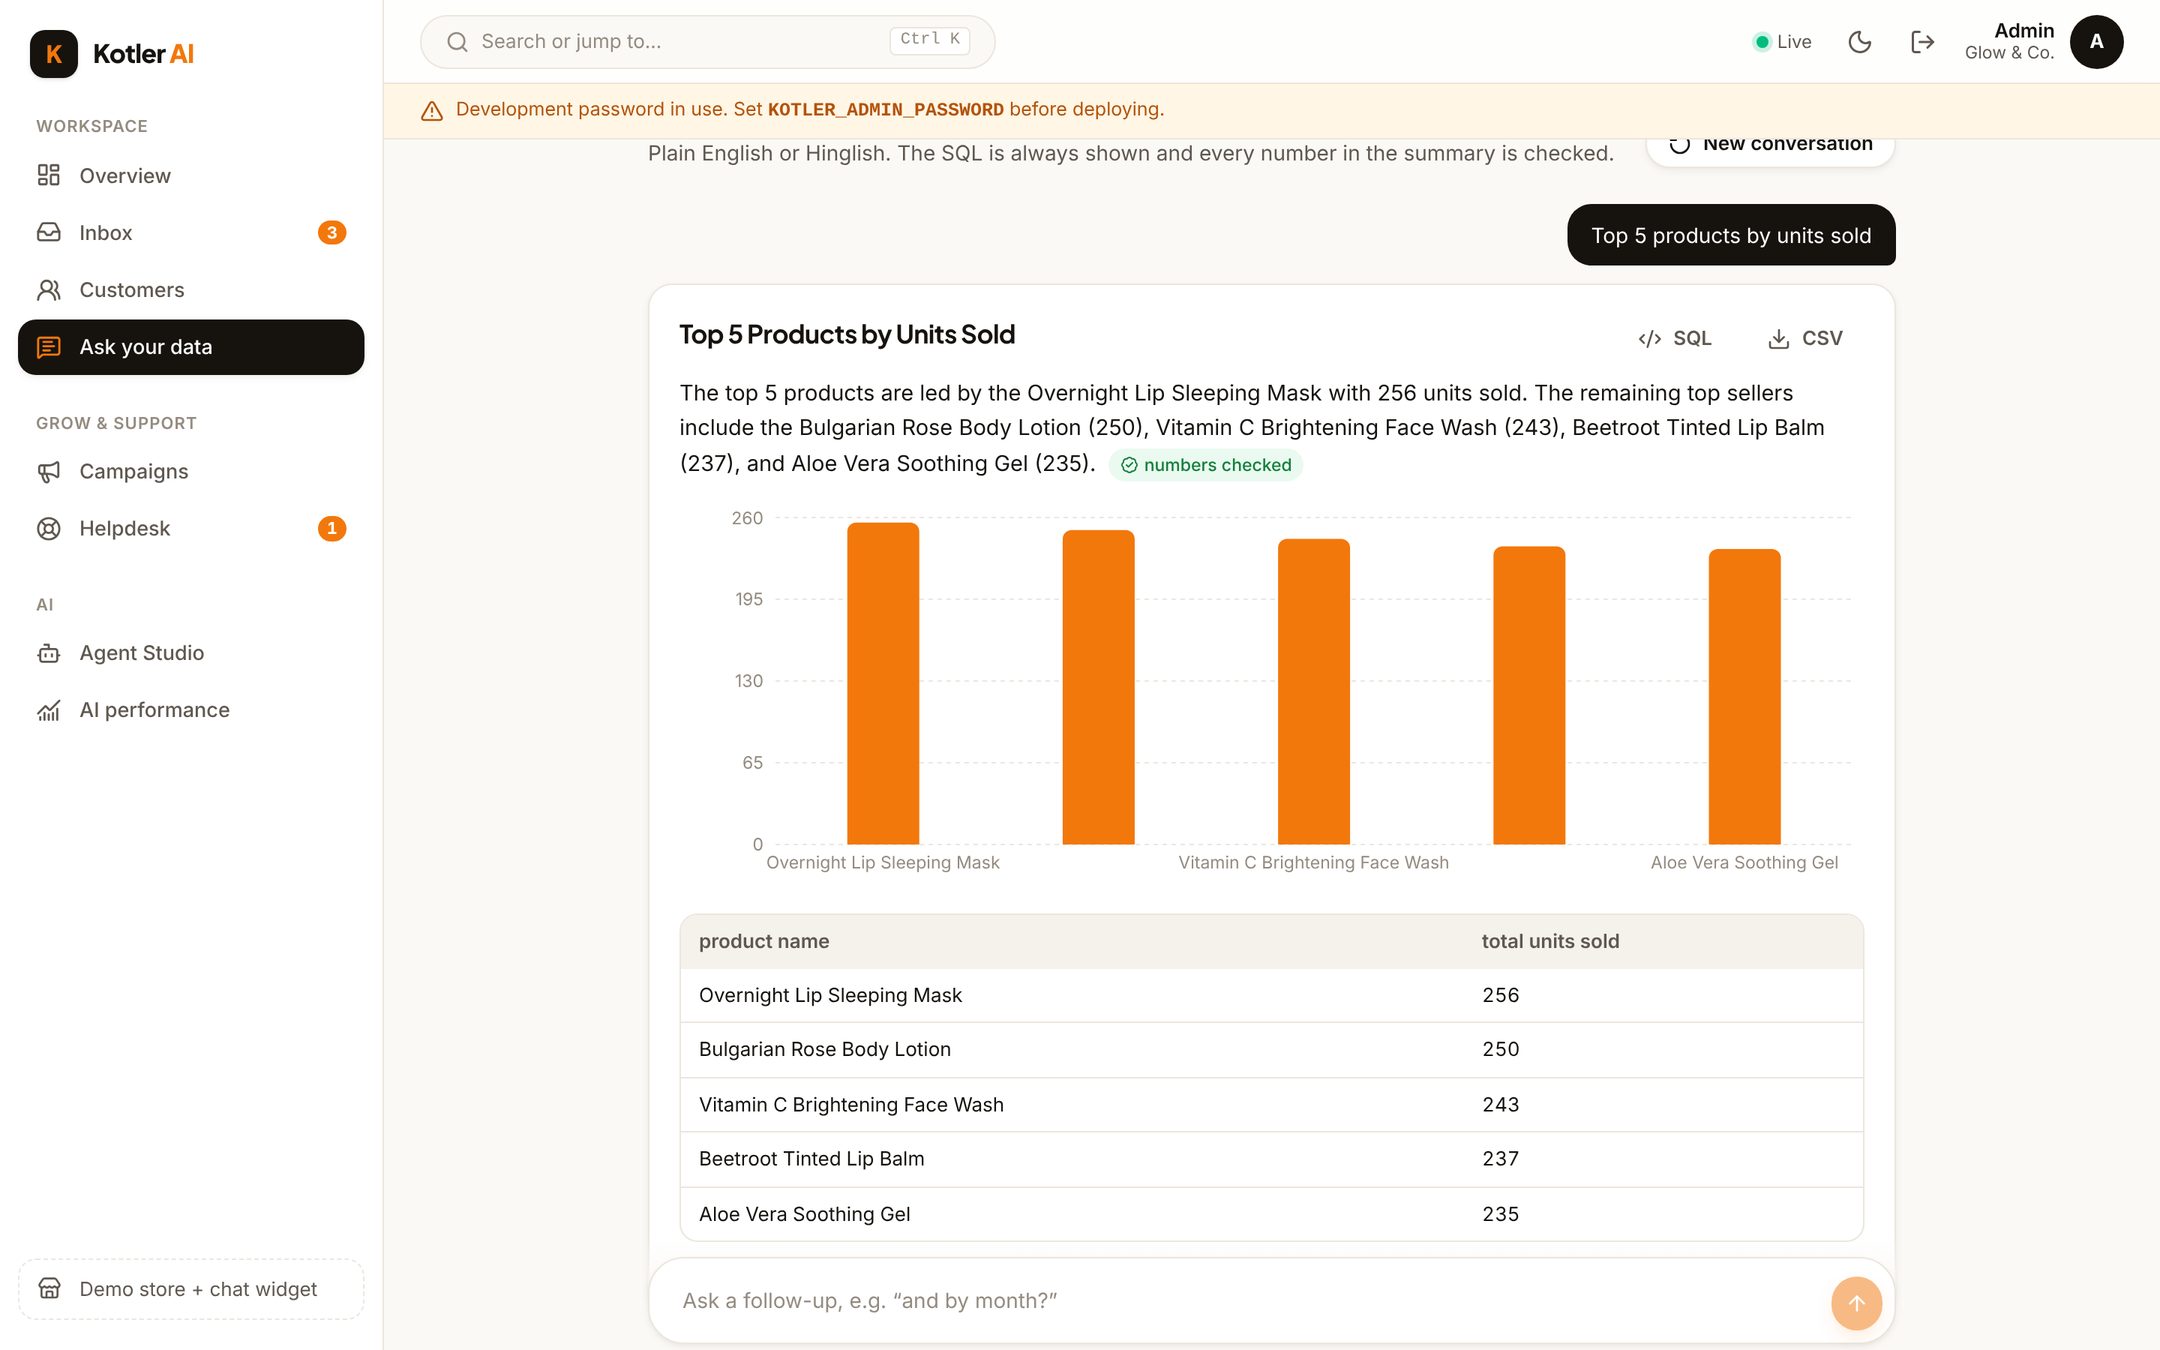 K Kotler AI
WORKSPACE
Overview
Inbox 3
Customers
Ask your data
GROW & SUPPORT
Campaigns
Helpdesk 1
AI
Agent Studio
AI performance
Demo store + chat widget
Search or jump to... Ctrl K
Live
Admin
Glow & Co.
A
Development password in use. Set KOTLER_ADMIN_PASSWORD before deploying.
Plain English or Hinglish. The SQL is always shown and every number in the summary is checked.
New conversation
Top 5 products by units sold
Top 5 Products by Units Sold
SQL
CSV
The top 5 products are led by the Overnight Lip Sleeping Mask with 256 units sold. The remaining top sellers
include the Bulgarian Rose Body Lotion (250), Vitamin C Brightening Face Wash (243), Beetroot Tinted Lip Balm
(237), and Aloe Vera Soothing Gel (235). numbers checked
260
195
130
65
0
Overnight Lip Sleeping Mask Vitamin C Brightening Face Wash Aloe Vera Soothing Gel
product name total units sold
Overnight Lip Sleeping Mask 256
Bulgarian Rose Body Lotion 250
Vitamin C Brightening Face Wash 243
Beetroot Tinted Lip Balm 237
Aloe Vera Soothing Gel 235
Ask a follow-up, e.g. “and by month?”